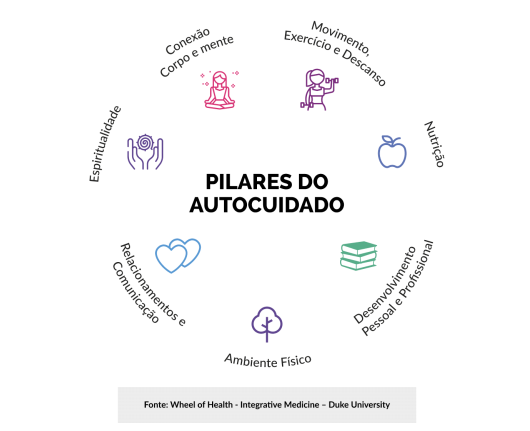 Conexão
Corpo e mente
Movimento,
Exercício e Descanso
Nutrição
Desenvolvimento
Pessoal e Profissional
Ambiente Físico
Relacionamentos e
Comunicação
Espiritualidade
PILARES DO
AUTOCUIDADO
Fonte: Wheel of Health - Integrative Medicine – Duke University